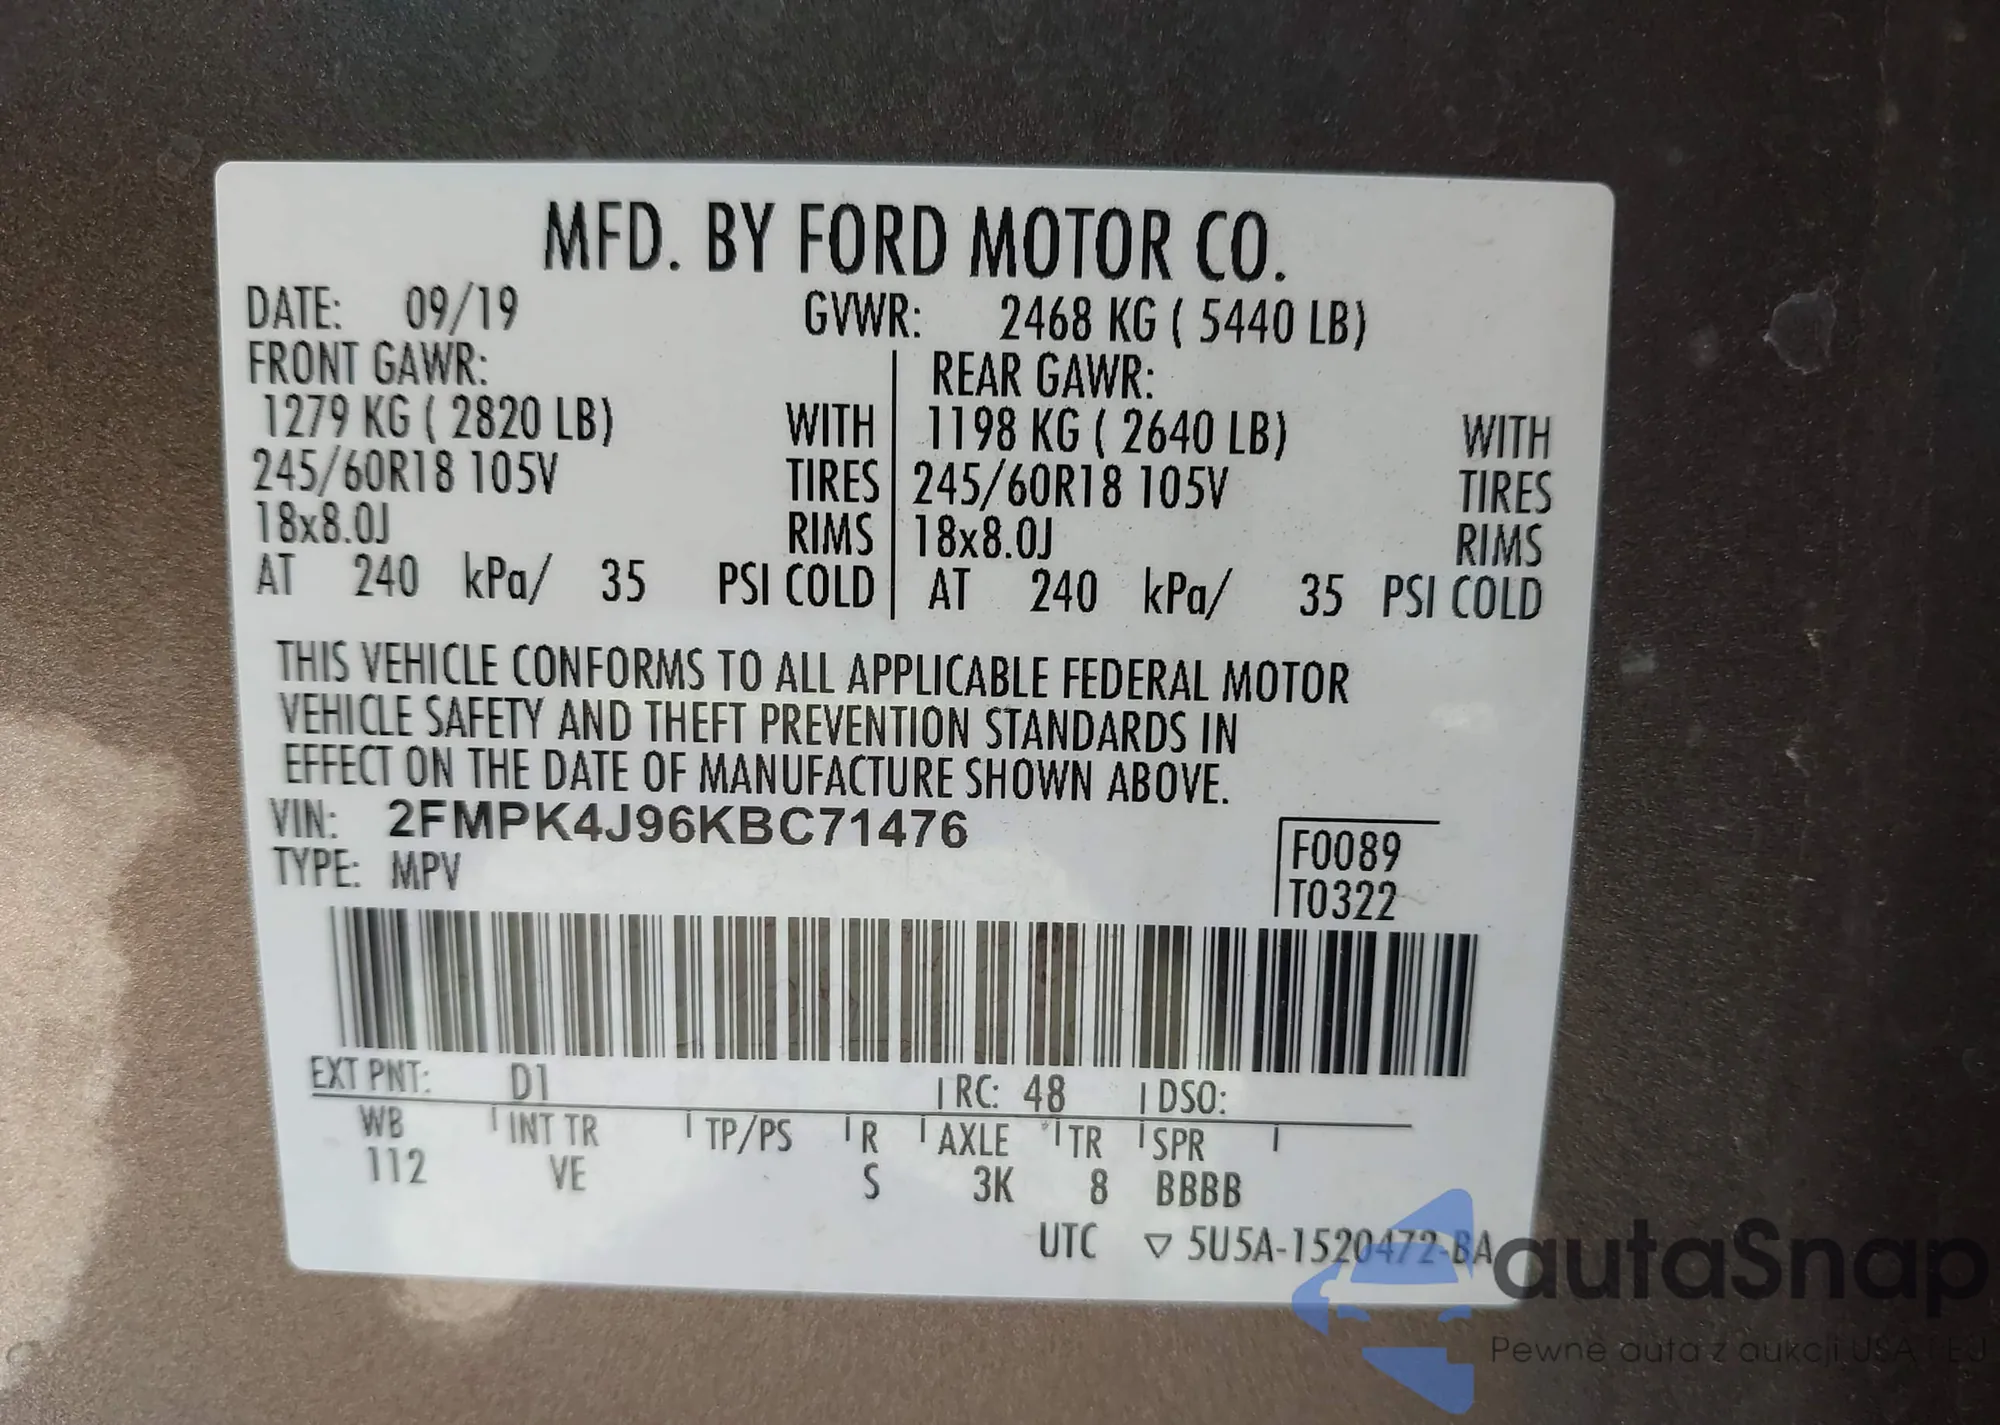 MFD. BY FORD MOTOR CO.
DATE: 09/19 GVWR: 2468 KG ( 5440 LB)
FRONT GAWR: REAR GAWR:
1279 KG ( 2820 LB) WITH 1198 KG ( 2640 LB) WITH
245/60R18 105V TIRES 245/60R18 105V TIRES
18x8.0J RIMS 18x8.0J RIMS
AT 240 kPa/ 35 PSI COLD AT 240 kPa/ 35 PSI COLD
THIS VEHICLE CONFORMS TO ALL APPLICABLE FEDERAL MOTOR
VEHICLE SAFETY AND THEFT PREVENTION STANDARDS IN
EFFECT ON THE DATE OF MANUFACTURE SHOWN ABOVE.
VIN: 2FMPK4J96KBC71476
TYPE: MPV
F0089
T0322
EXT PNT: D1 RC: 48 DSO:
WB INT TR TP/PS R AXLE TR SPR
112 VE S 3K 8 BBBB
UTC ▽ 5U5A-1520472-BA
autaSnap
Pewne auta z aukcji USA i EU